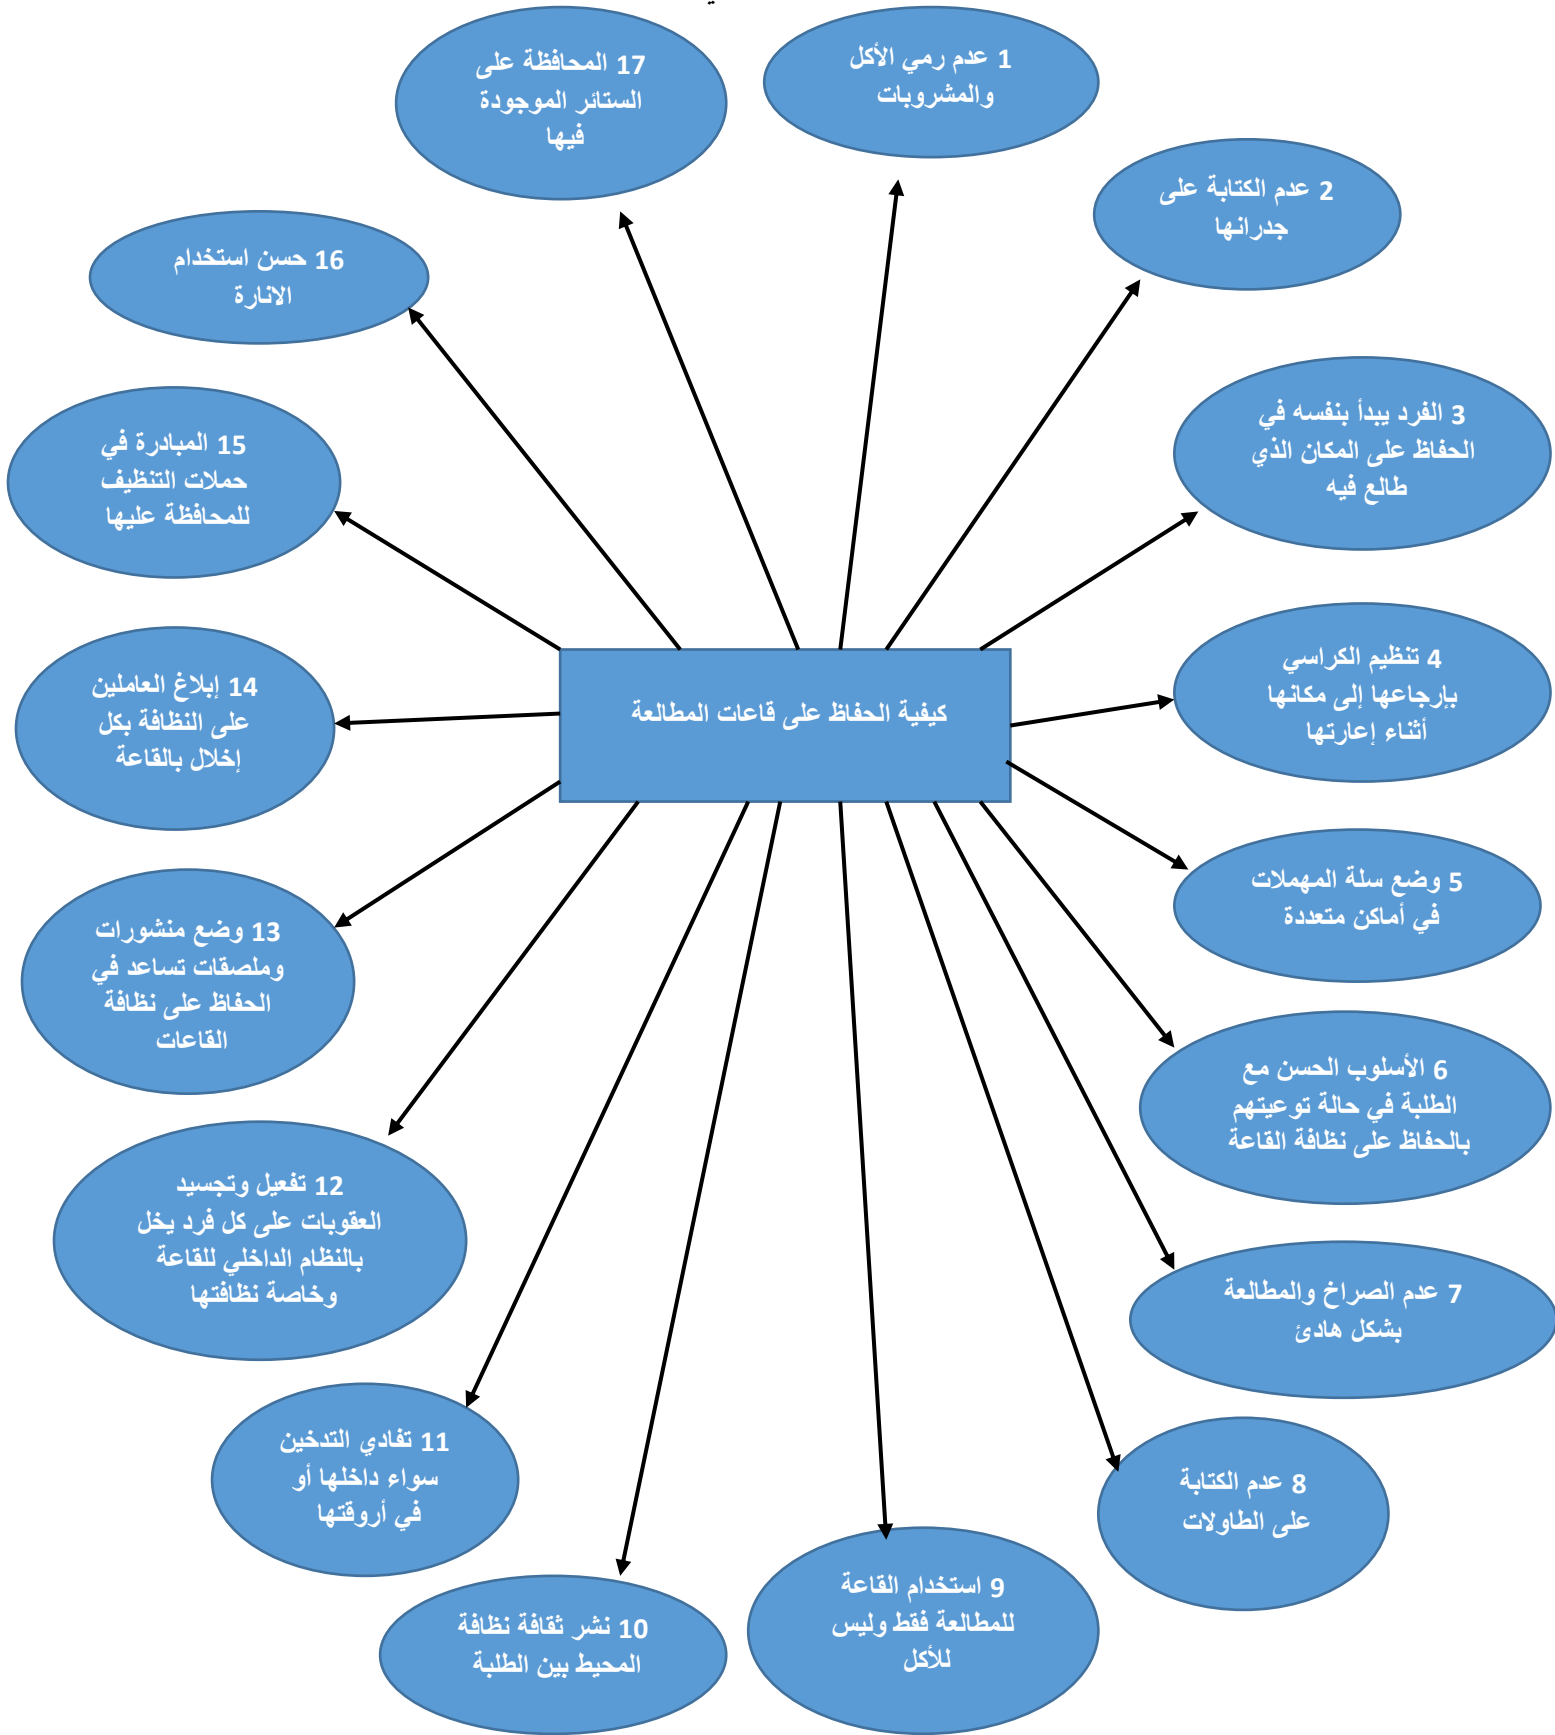 كيفية الحفاظ على قاعات المطالعة
1 عدم رمي الأكل
والمشروبات
2 عدم الكتابة على
جدرانها
3 الفرد يبدأ بنفسه في
الحفاظ على المكان الذي
طالع فيه
4 تنظيم الكراسي
بإرجاعها إلى مكانها
أثناء إعارتها
5 وضع سلة المهملات
في أماكن متعددة
6 الأسلوب الحسن مع
الطلبة في حالة توعيتهم
بالحفاظ على نظافة القاعة
7 عدم الصراخ والمطالعة
بشكل هادئ
8 عدم الكتابة
على الطاولات
9 استخدام القاعة
للمطالعة فقط وليس
للأكل
10 نشر ثقافة نظافة
المحيط بين الطلبة
11 تفادي التدخين
سواء داخلها أو
في أروقتها
12 تفعيل وتجسيد
العقوبات على كل فرد يخل
بالنظام الداخلي للقاعة
وخاصة نظافتها
13 وضع منشورات
وملصقات تساعد في
الحفاظ على نظافة
القاعات
14 إبلاغ العاملين
على النظافة بكل
إخلال بالقاعة
15 المبادرة في
حملات التنظيف
للمحافظة عليها
16 حسن استخدام
الانارة
17 المحافظة على
الستائر الموجودة
فيها